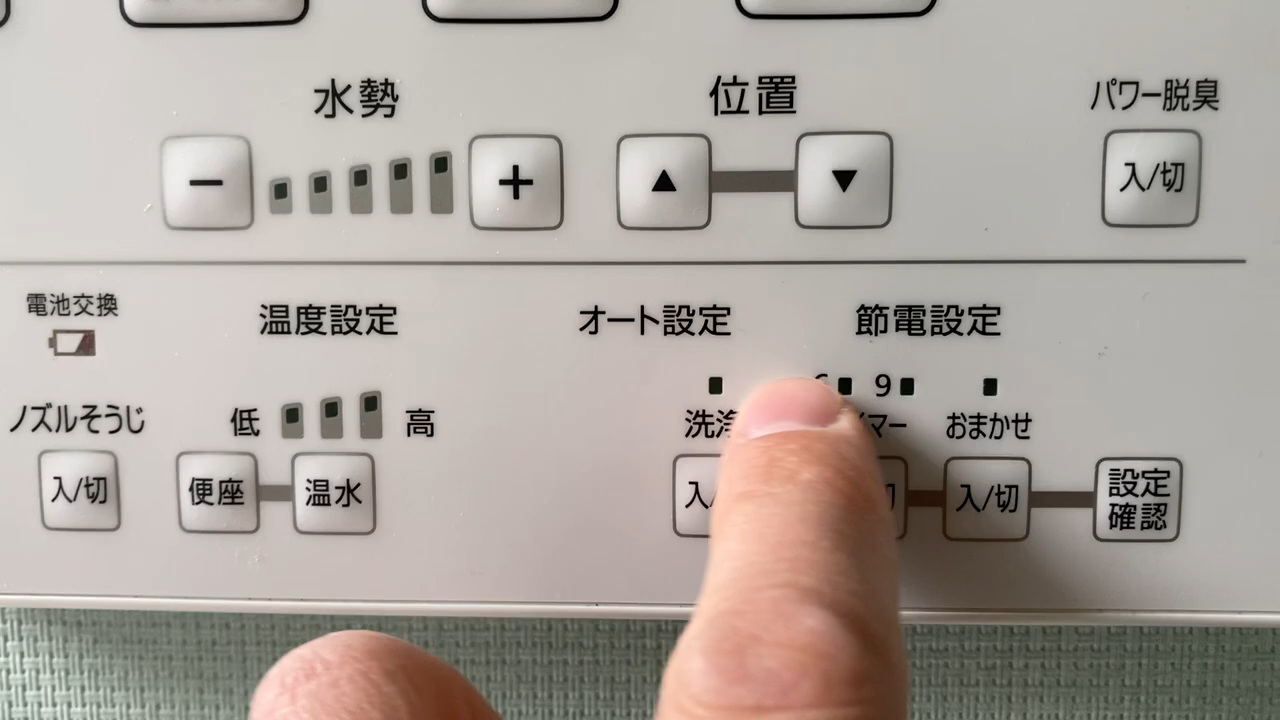 水勢
位置
パワー脱臭
−
+
▲
▼
入/切
電池交換
温度設定
オート設定
節電設定
9
ノズルそうじ
低
高
おまかせ
入/切
便座
温水
入/切
設定
確認